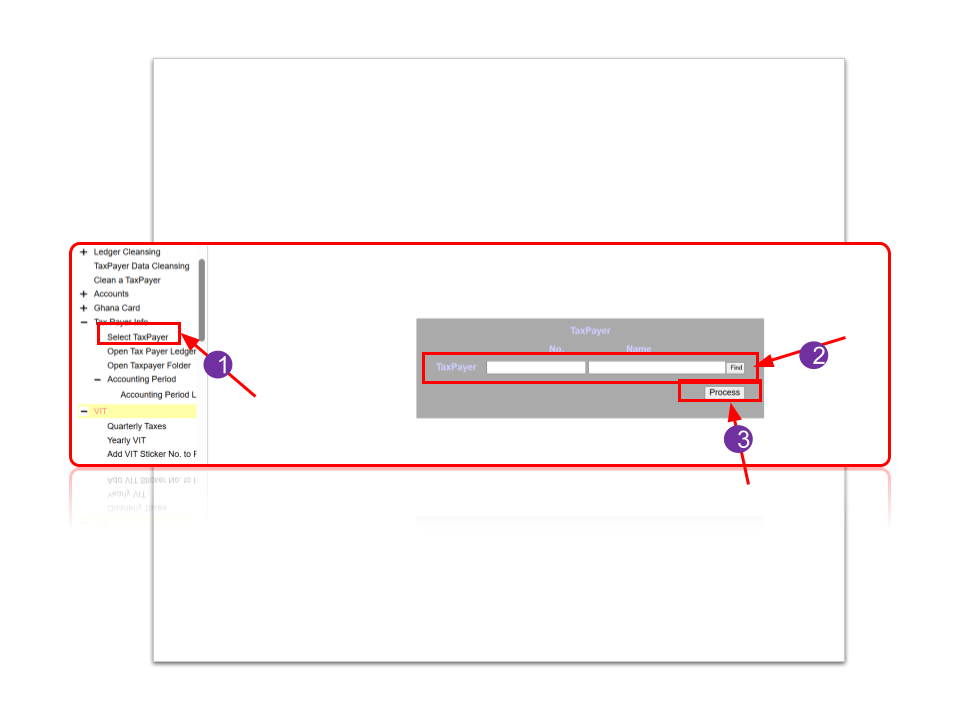 Ledger Cleansing
TaxPayer Data Cleansing
Clean a TaxPayer
Accounts
Ghana Card
Tax Payer Info
Select TaxPayer
Open Tax Payer Ledger
Open Taxpayer Folder
Accounting Period
Accounting Period L
VIT
Quarterly Taxes
Yearly VIT
Add VIT Sticker No. to F
1
TaxPayer
No. Name
TaxPayer Find
Process
2
3